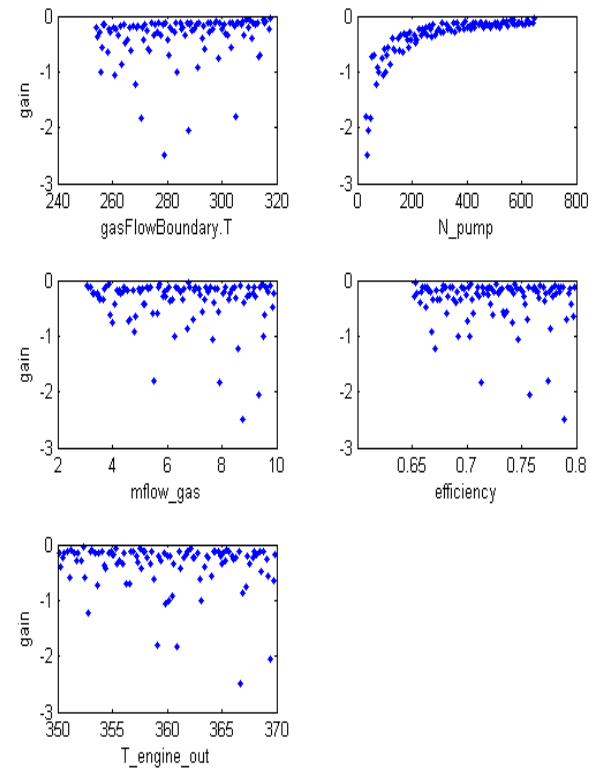 0
-1
-2
-3
gain
240 260 280 300 320
gasFlowBoundary.T
0
-1
-2
-3
0 200 400 600 800
N_pump
0
-1
-2
-3
gain
2 4 6 8 10
mflow_gas
0
-1
-2
-3
0.65 0.7 0.75 0.8
efficiency
0
-1
-2
-3
gain
350 355 360 365 370
T_engine_out